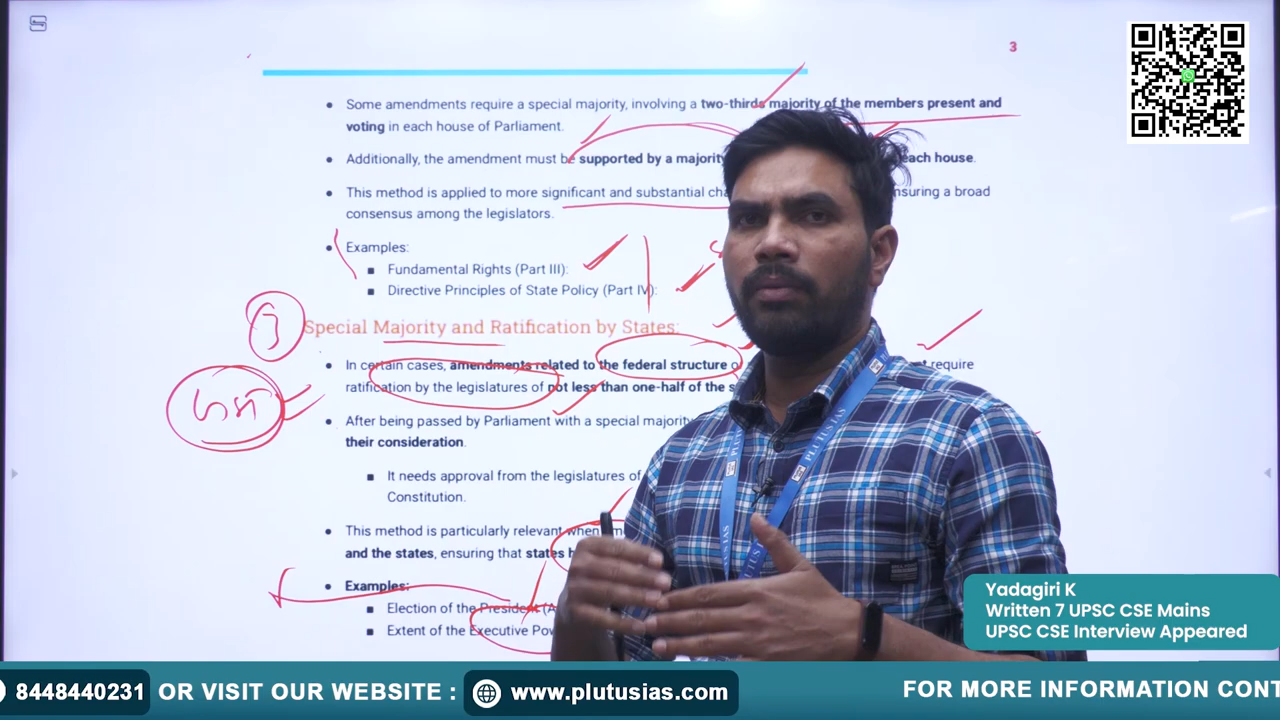 3
Some amendments require a special majority, involving a two-thirds majority of the members present and
voting in each house of Parliament.
Additionally, the amendment must be supported by a majority each house.
This method is applied to more significant and substantial nsuring a broad
consensus among the legislators.
Examples:
Fundamental Rights (Part III):
Directive Principles of State Policy (Part IV):
Special Majority and Ratification by States:
In certain cases, amendments related to the federal structure require
ratification by the legislatures of not less than one-half of the
After being passed by Parliament with a special majority
their consideration.
It needs approval from the legislatures of
Constitution.
This method is particularly relevant when
and the states, ensuring that states
Examples:
Election of the President
Extent of the Executive
PLUTUS IAS
Yadagiri K
Written 7 UPSC CSE Mains
UPSC CSE Interview Appeared
8448440231 OR VISIT OUR WEBSITE : www.plutusias.com FOR MORE INFORMATION CONT